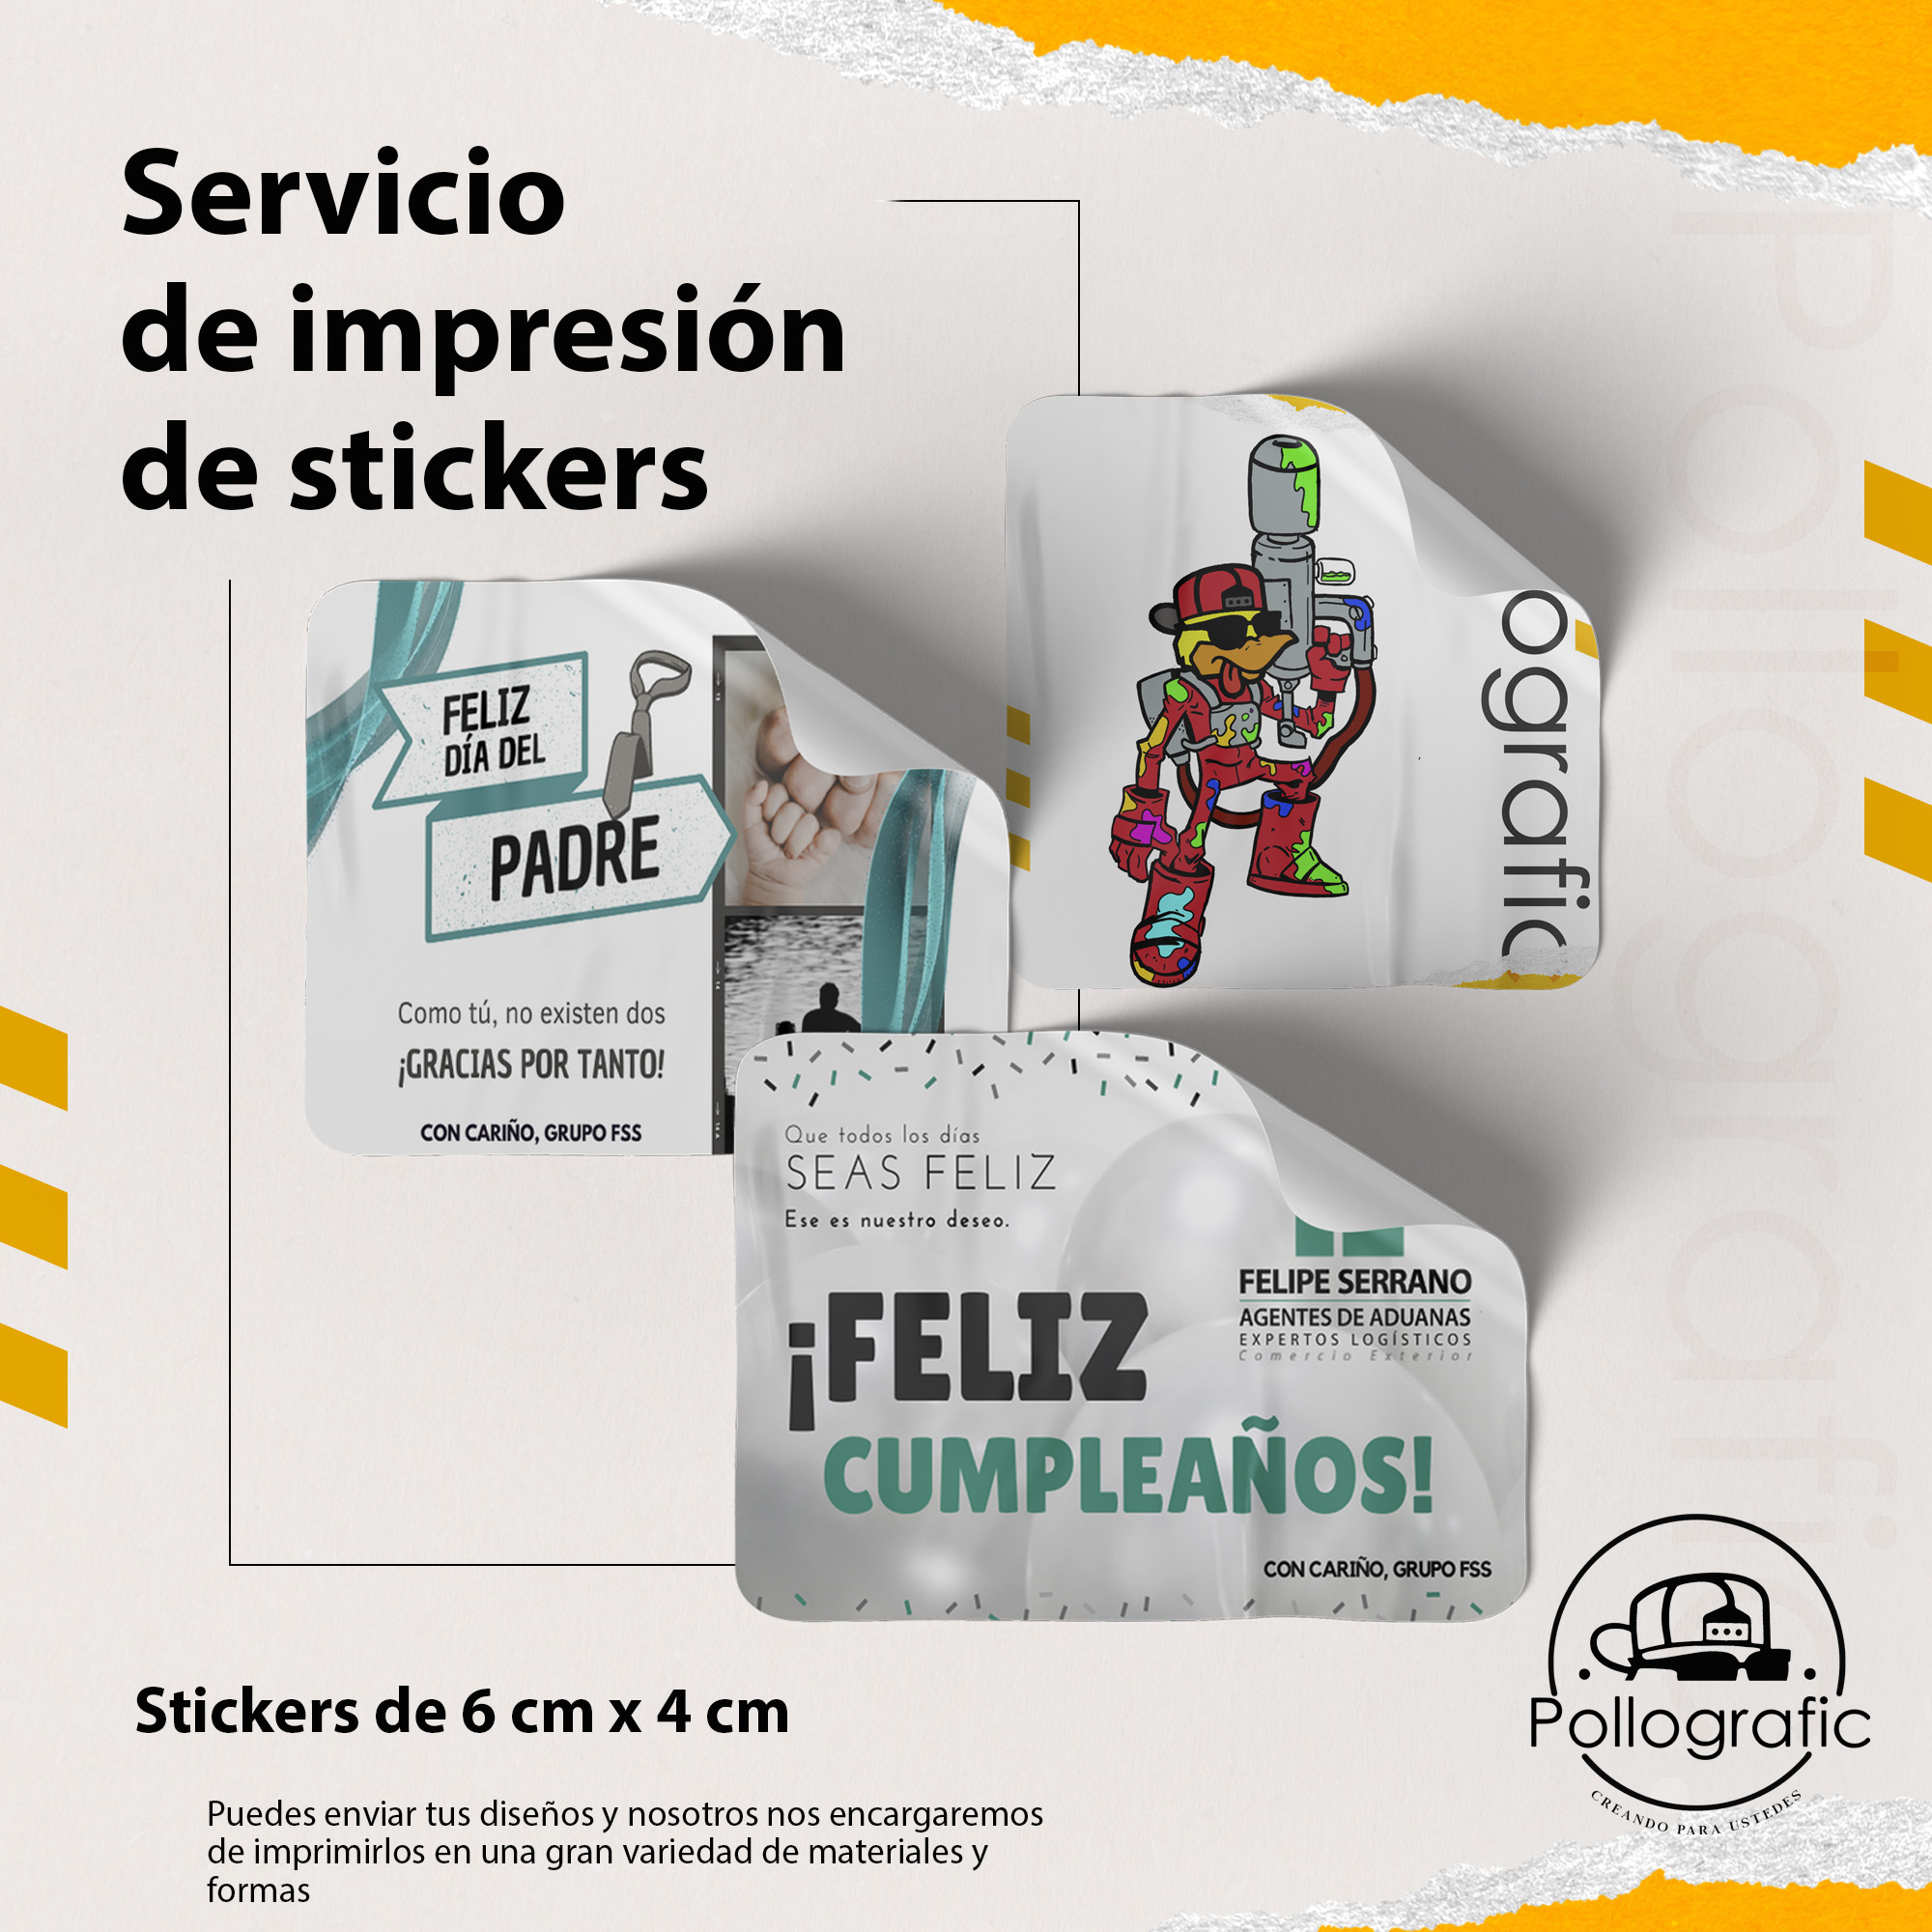 Servicio
de impresión
de stickers
FELIZ
DÍA DEL
PADRE
Como tú, no existen dos
¡GRACIAS POR TANTO!
CON CARIÑO, GRUPO FSS
ografic
Que todos los días
SEAS FELIZ
Ese es nuestro deseo.
¡FELIZ
CUMPLEAÑOS!
FELIPE SERRANO
AGENTES DE ADUANAS
EXPERTOS LOGÍSTICOS
Comercio Exterior
CON CARIÑO, GRUPO FSS
Pollografic
Stickers de 6 cm x 4 cm
Puedes enviar tus diseños y nosotros nos encargaremos
de imprimirlos en una gran variedad de materiales y
formas
Pollografic
CREANDO PARA USTEDES